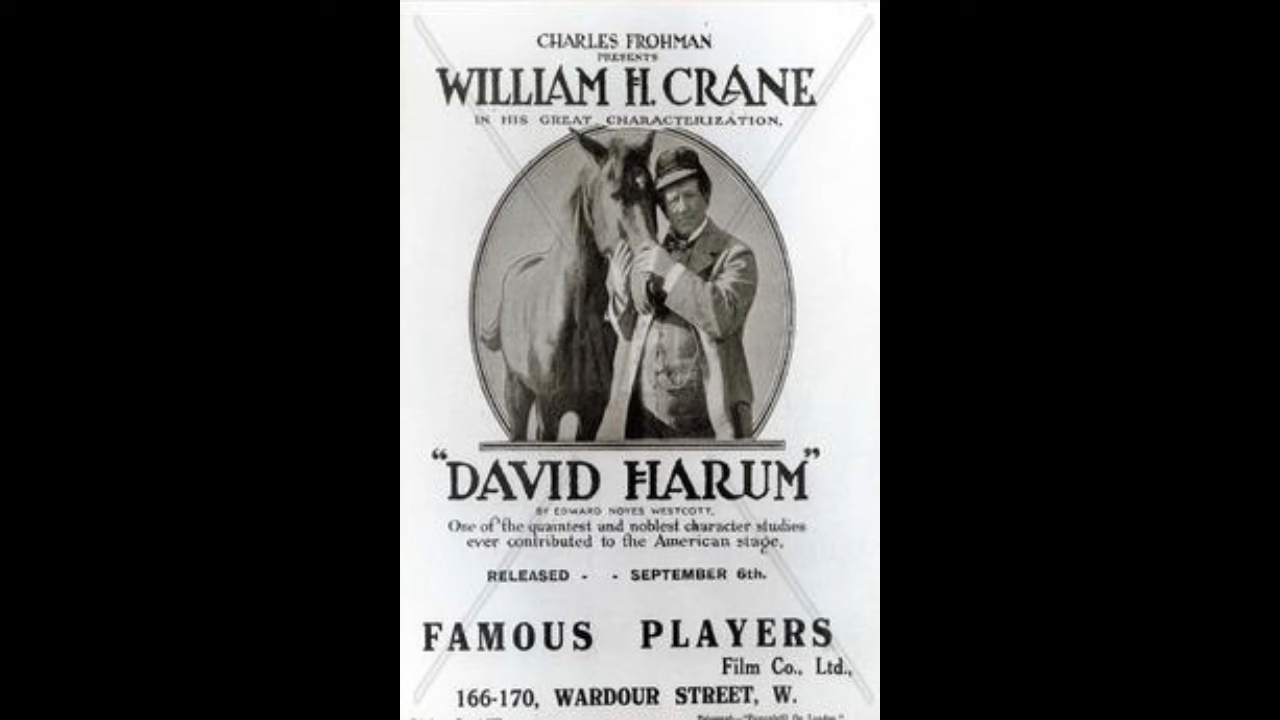 CHARLES FROHMAN
PRESENTS
WILLIAM H. CRANE
IN HIS GREAT CHARACTERIZATION,
"DAVID HARUM"
BY EDWARD NOYES WESTCOTT.
One of the quaintest and noblest character studies
ever contributed to the American stage.
RELEASED - - SEPTEMBER 6th.
FAMOUS PLAYERS
Film Co., Ltd.,
166-170, WARDOUR STREET, W.